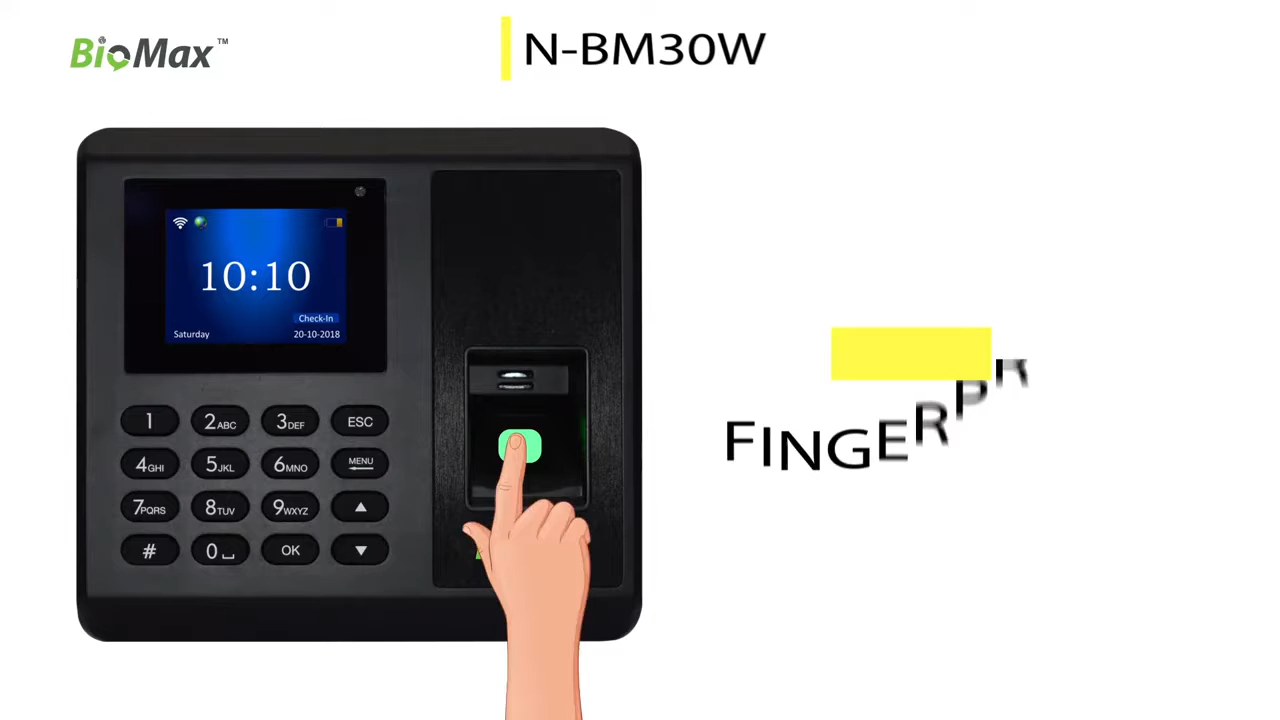 BioMax™
N-BM30W
10:10
Check-In
Saturday 20-10-2018
1 2ABC 3DEF ESC
4GHI 5JKL 6MNO MENU
7PQRS 8TUV 9WXYZ
# 0 OK
FINGERPR